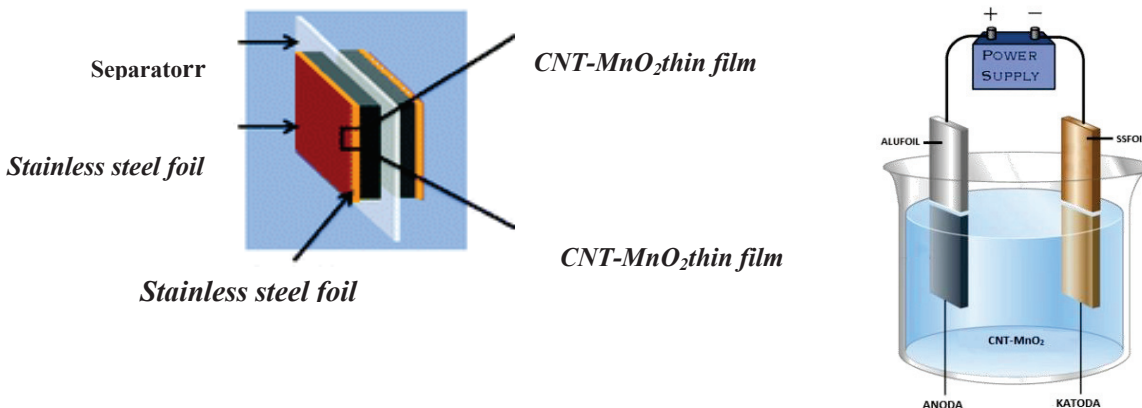 Separatorr
CNT-MnO₂thin film
Stainless steel foil
CNT-MnO₂thin film
Stainless steel foil
+ −
POWER
SUPPLY
ALUFOIL
SSFOIL
CNT-MnO₂
ANODA
KATODA